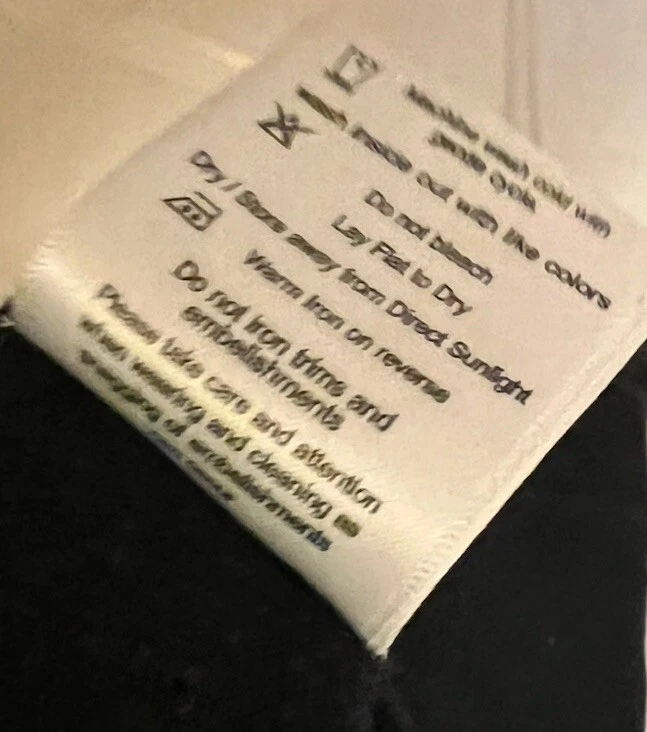 Machine wash cold with
gentle cycle.
Wash inside out with like colors
Do not bleach
Lay Flat to Dry
Dry / Store away from Direct Sunlight
Warm Iron on reverse
Do not iron trims and
embellishments
Please take care and attention
when wearing and cleaning as
of embellishments